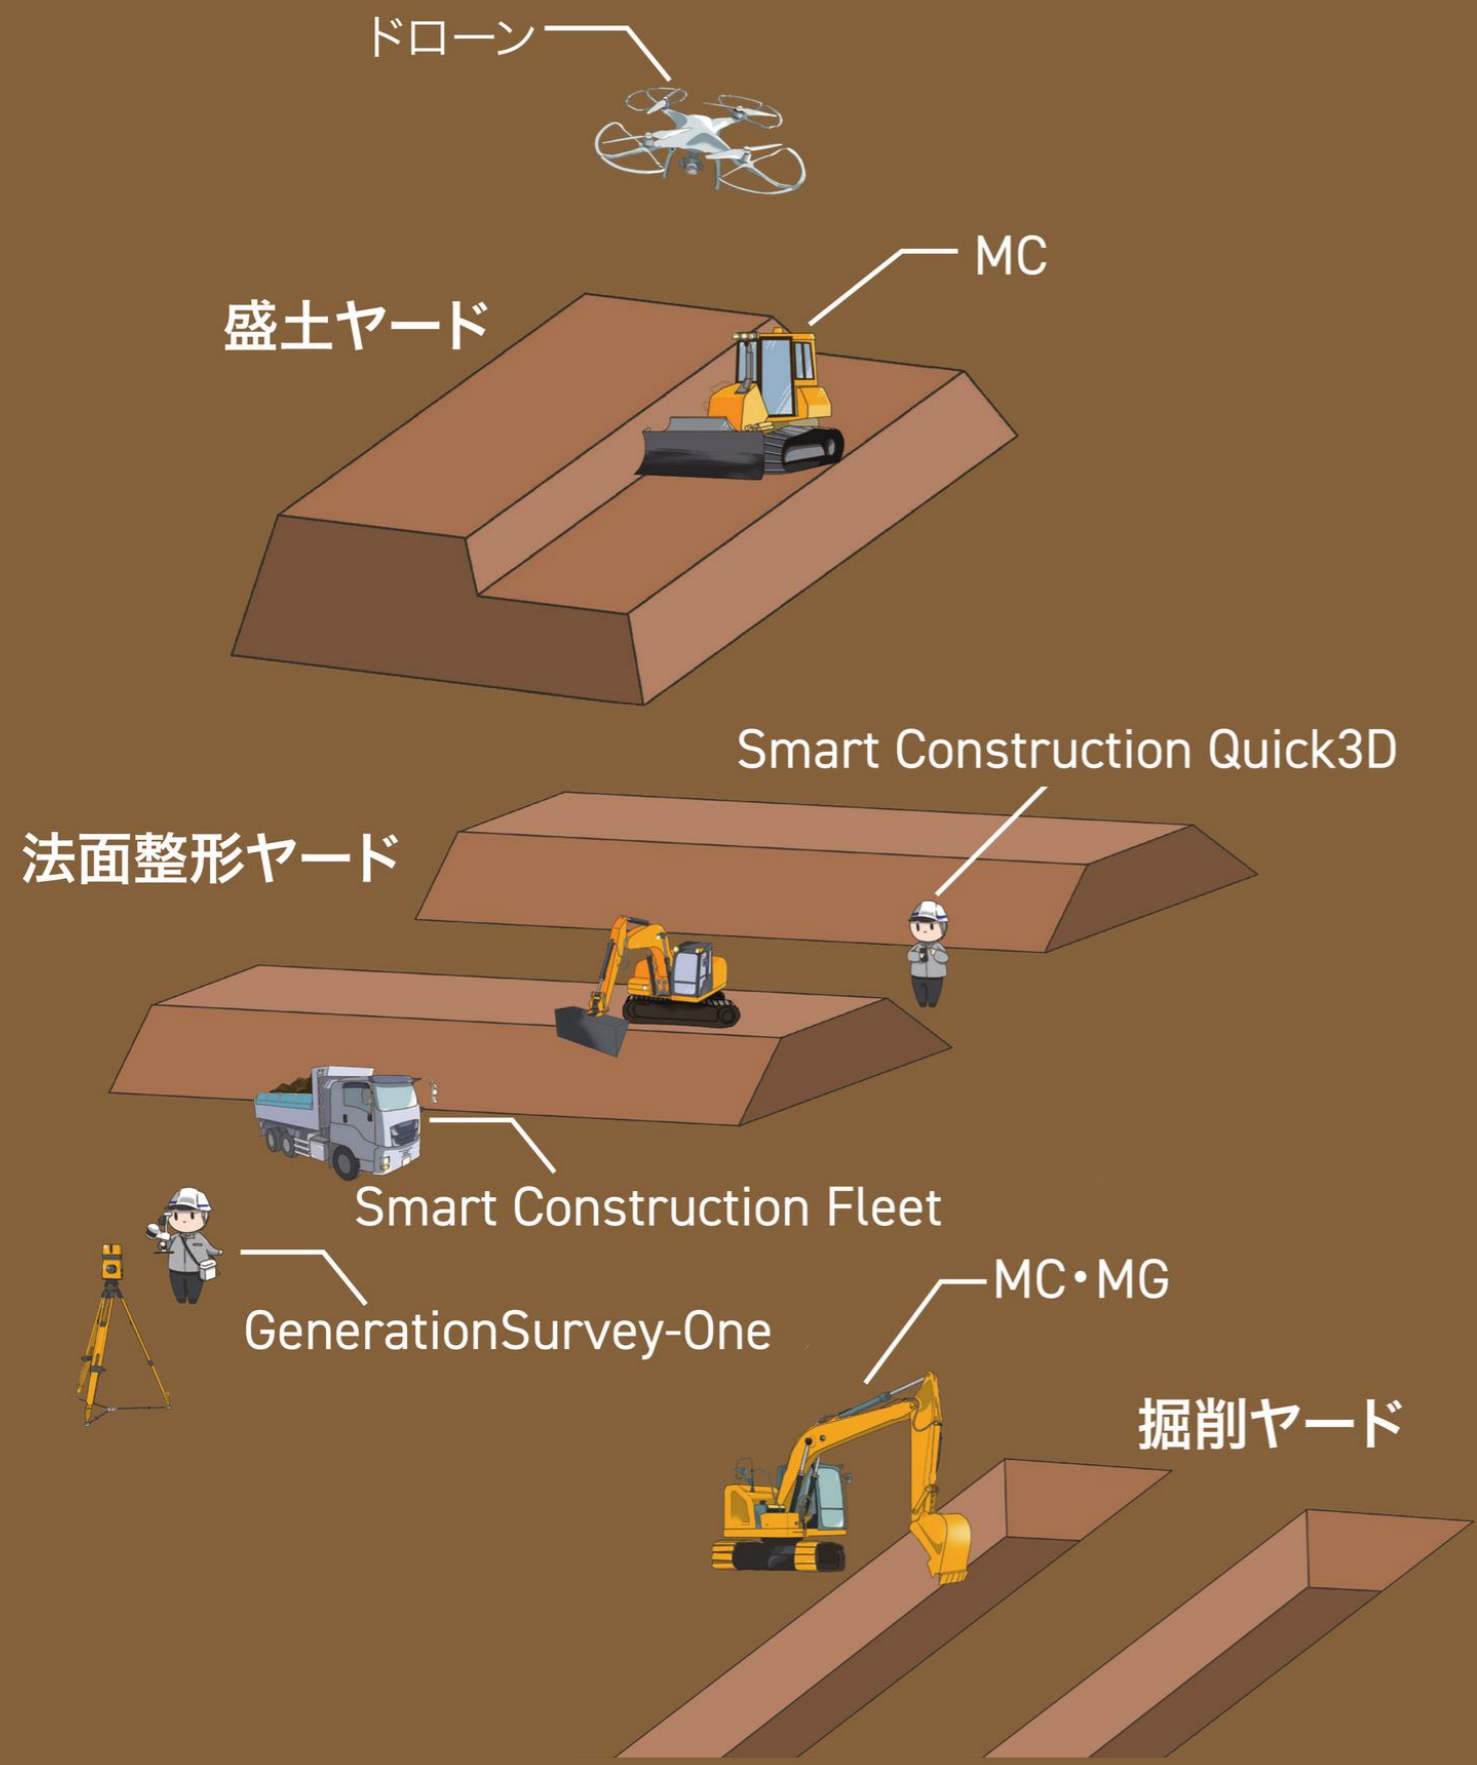 ドローン
MC
盛土ヤード
Smart Construction Quick3D
法面整形ヤード
Smart Construction Fleet
GenerationSurvey-One
MC・MG
掘削ヤード